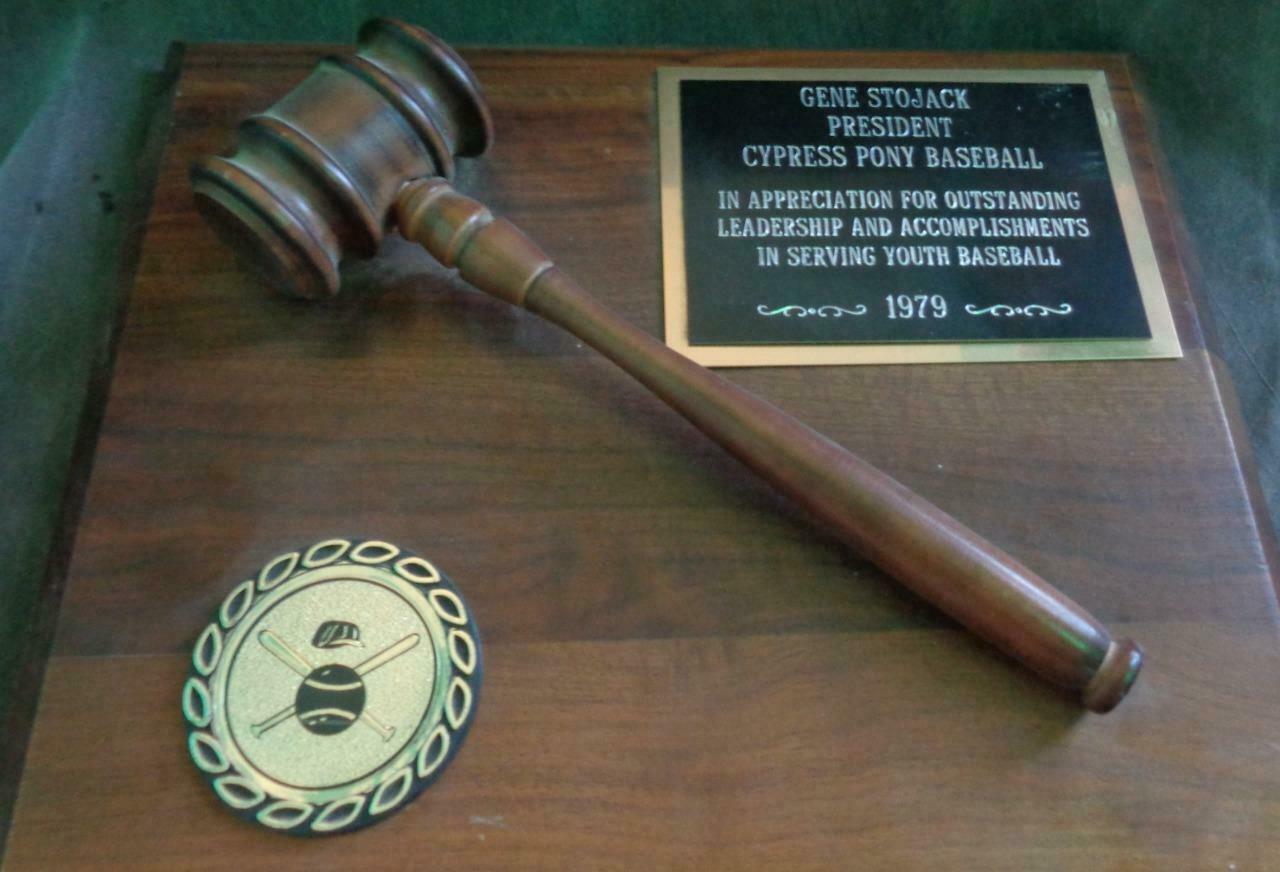 GENE STOJACK
PRESIDENT
CYPRESS PONY BASEBALL
IN APPRECIATION FOR OUTSTANDING
LEADERSHIP AND ACCOMPLISHMENTS
IN SERVING YOUTH BASEBALL
1979